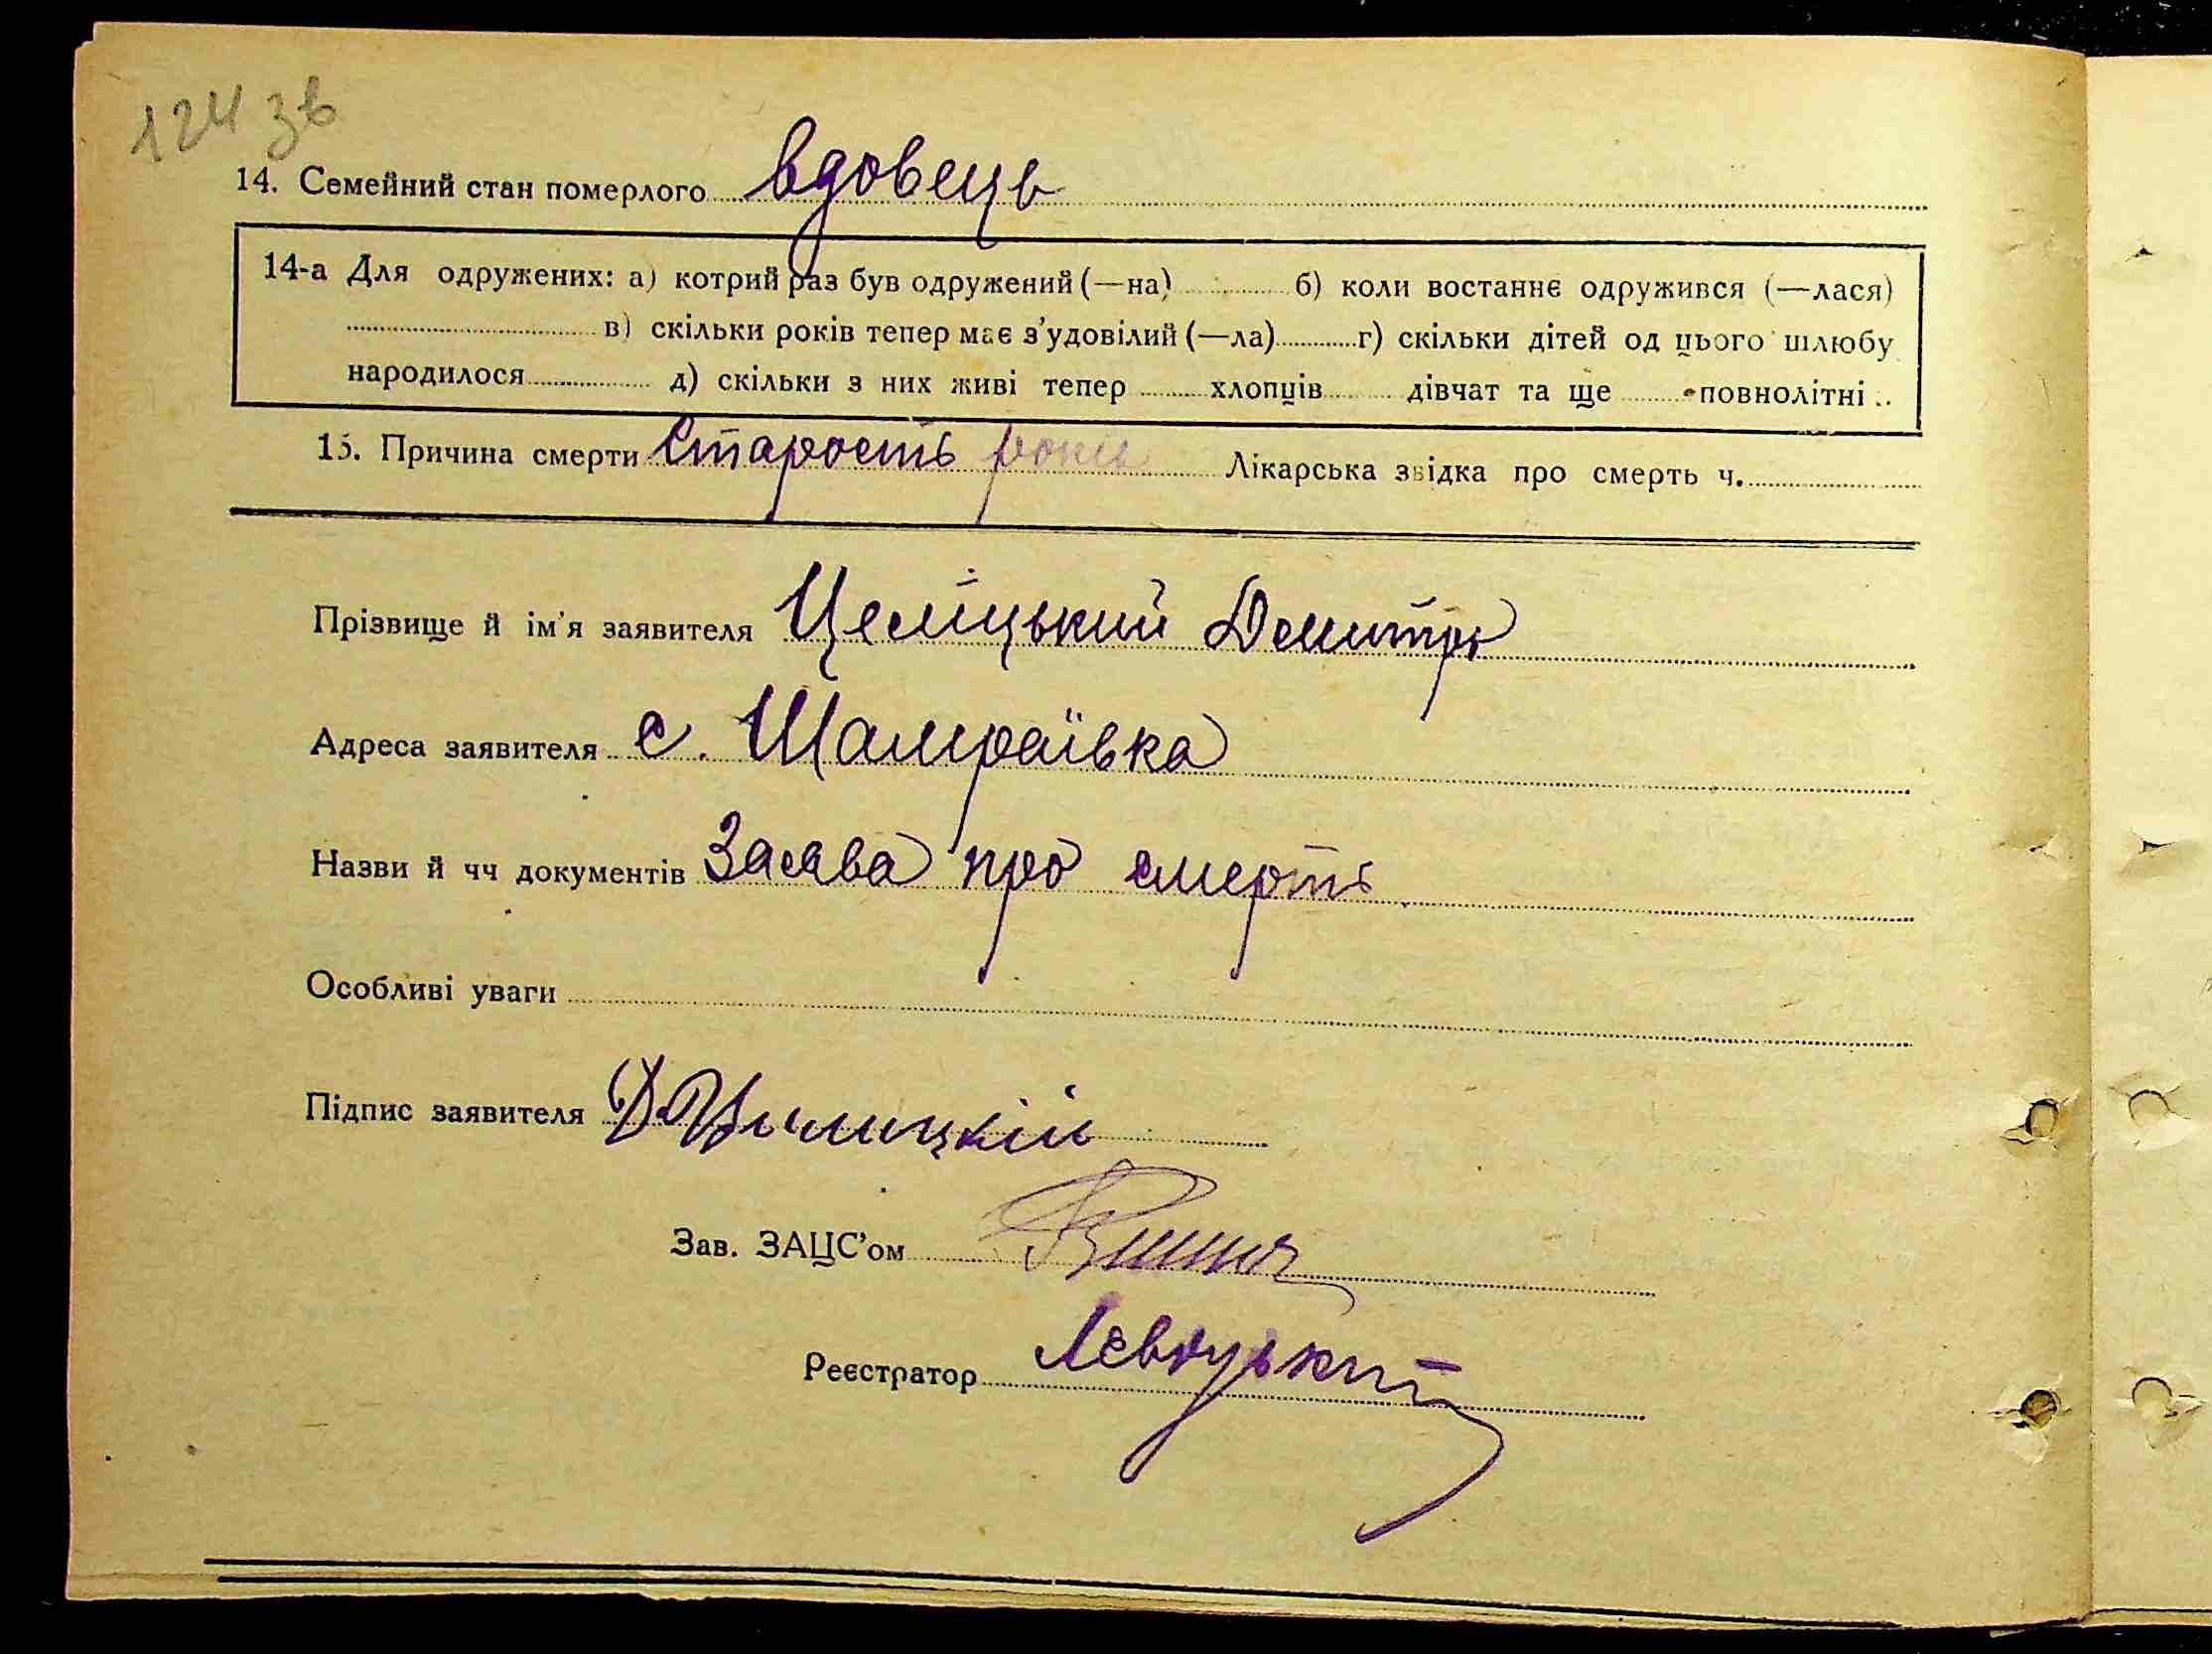 124 зв
14. Семейний стан померлого вдовець
14-а Для одружених: а) котрий раз був одружений (—на) б) коли востаннє одружився (—лася)
в) скільки років тепер має з’удовілий (—ла) г) скільки дітей од цього шлюбу
народилося д) скільки з них живі тепер хлопців дівчат та ще повнолітні
15. Причина смерти Старость років Лікарська звідка про смерть ч.
Прізвище й ім’я заявителя Целіцький Демитро
Адреса заявителя с. Шамраївка
Назви й чч документів Заєава про смерть
Особливі уваги
Підпис заявителя
Зав. ЗАЦС’ом
Реєстратор